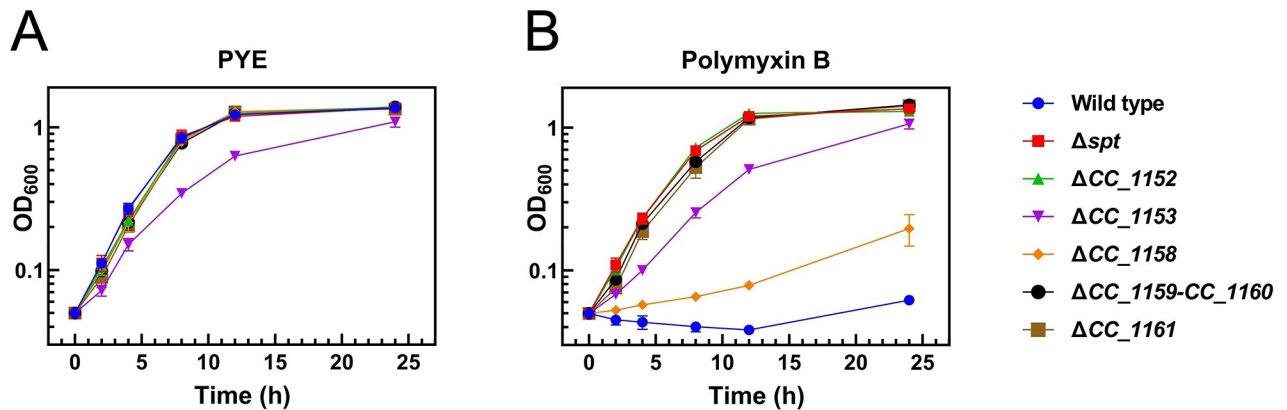 A
B
PYE
Polymyxin B
OD600
1
0.1
0 5 10 15 20 25
Time (h)
OD600
1
0.1
0 5 10 15 20 25
Time (h)
Wild type
Δspt
ΔCC_1152
ΔCC_1153
ΔCC_1158
ΔCC_1159-CC_1160
ΔCC_1161